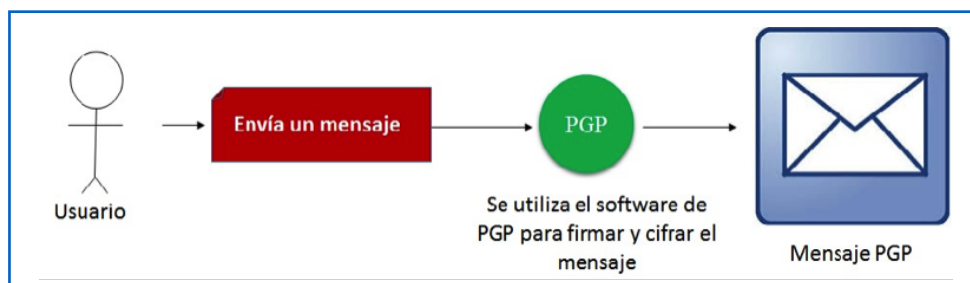 Usuario
Envía un mensaje
PGP
Se utiliza el software de
PGP para firmar y cifrar el
mensaje
Mensaje PGP